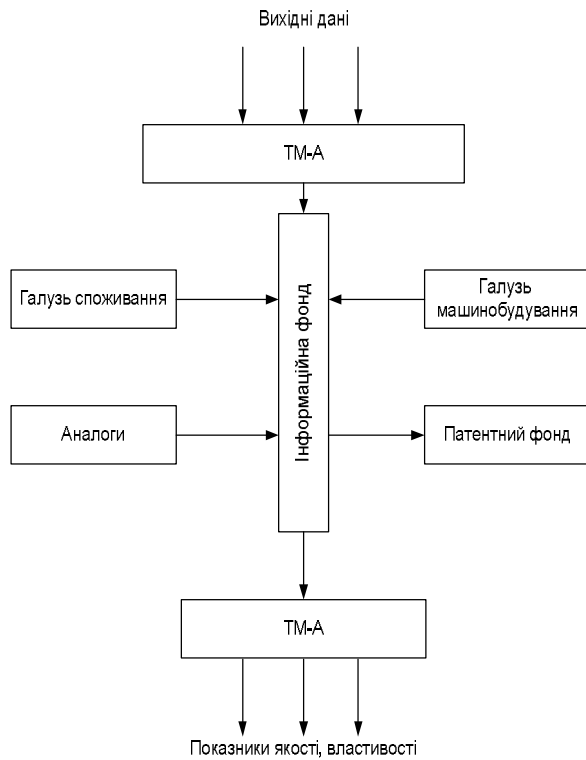 Вихідні дані
ТМ-А
Галузь споживання
Інформаційна фонд
Галузь
машинобудування
Аналоги
Патентний фонд
ТМ-А
Показники якості, властивості